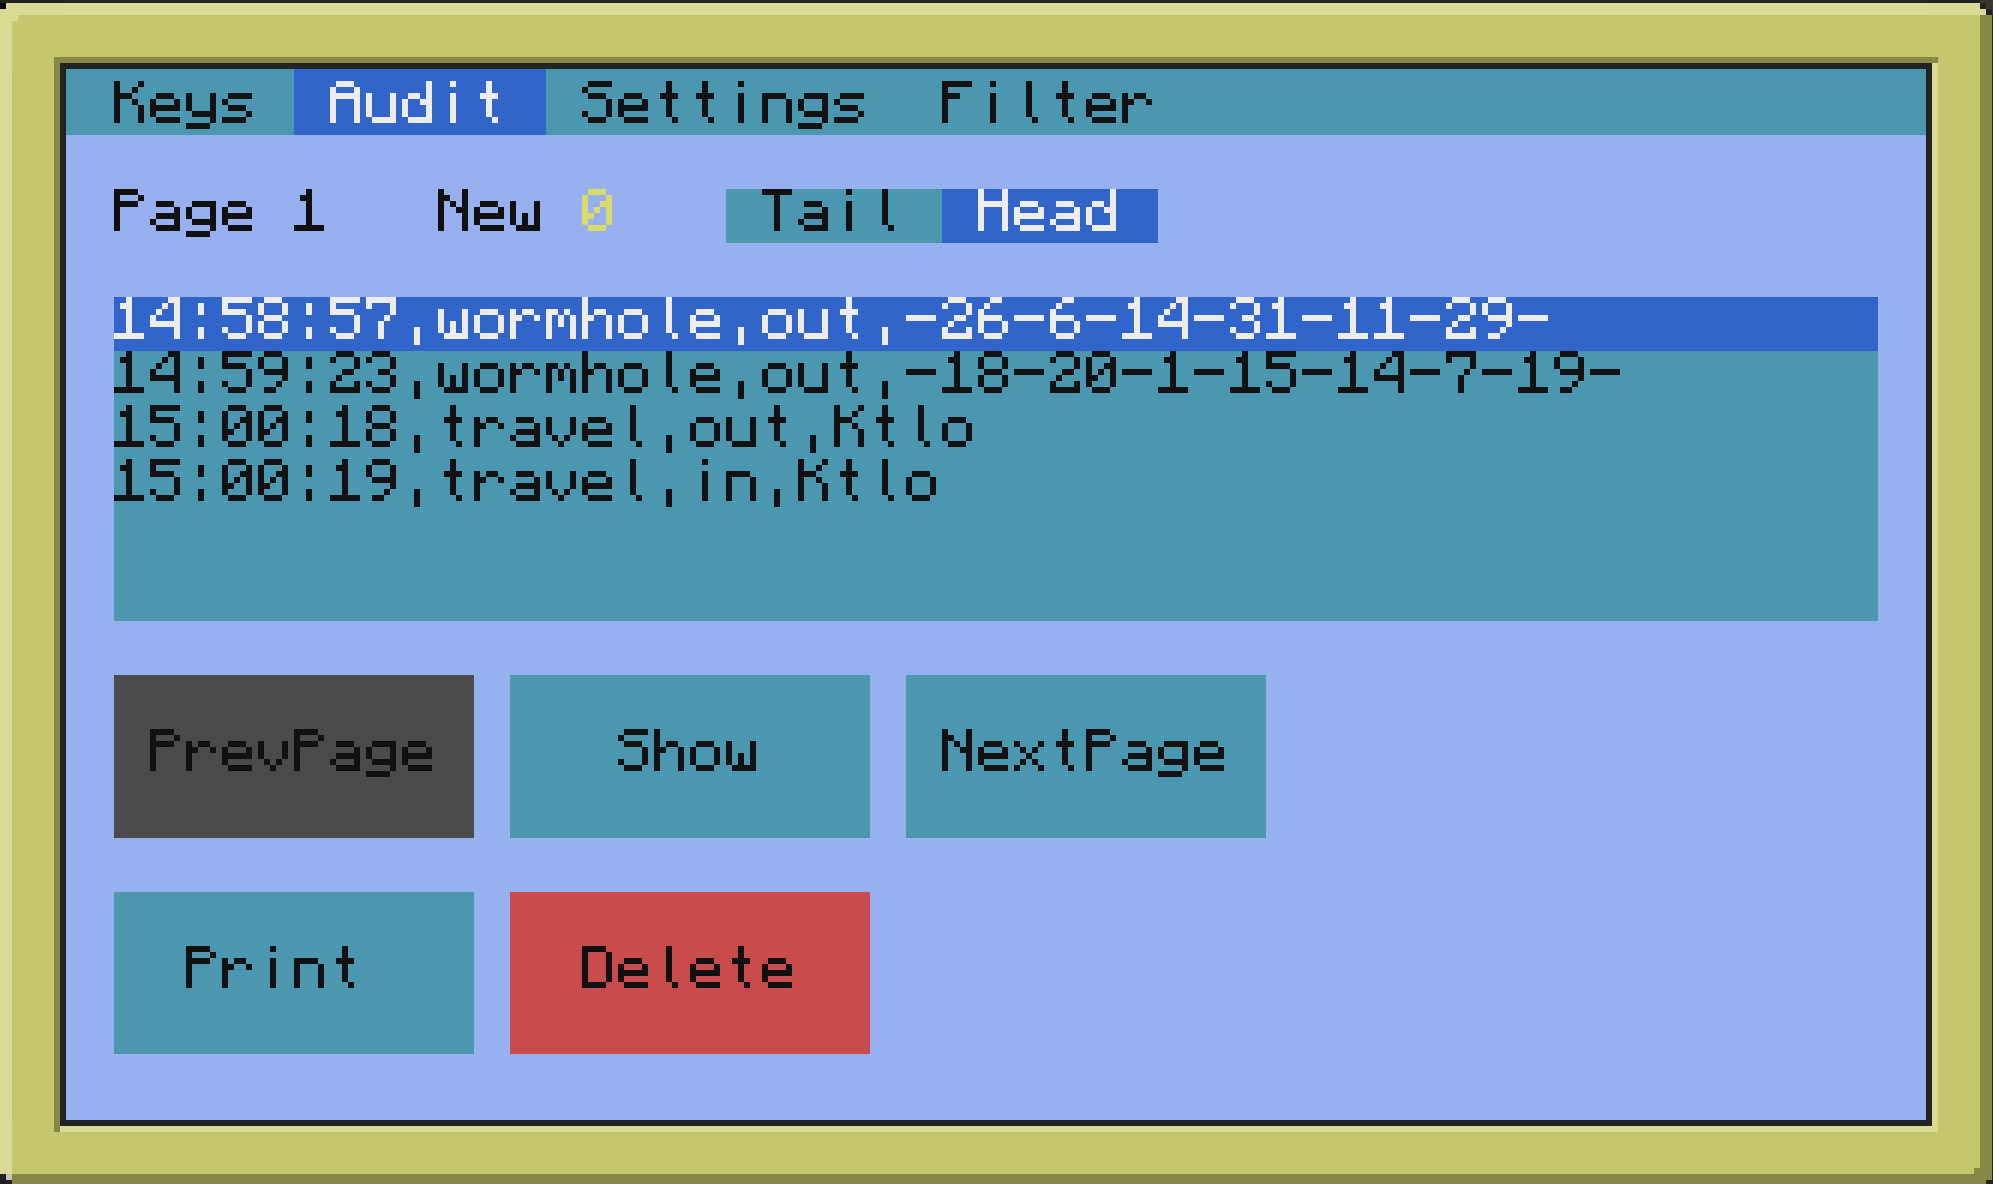 Keys Audit Settings Filter
Page 1 New 0 Tail Head
14:58:57,wormhole,out,-26-6-14-31-11-29-
14:59:23,wormhole,out,-18-20-1-15-14-7-19-
15:00:18,travel,out,Ktlo
15:00:19,travel,in,Ktlo
PrevPage Show NextPage
Print Delete